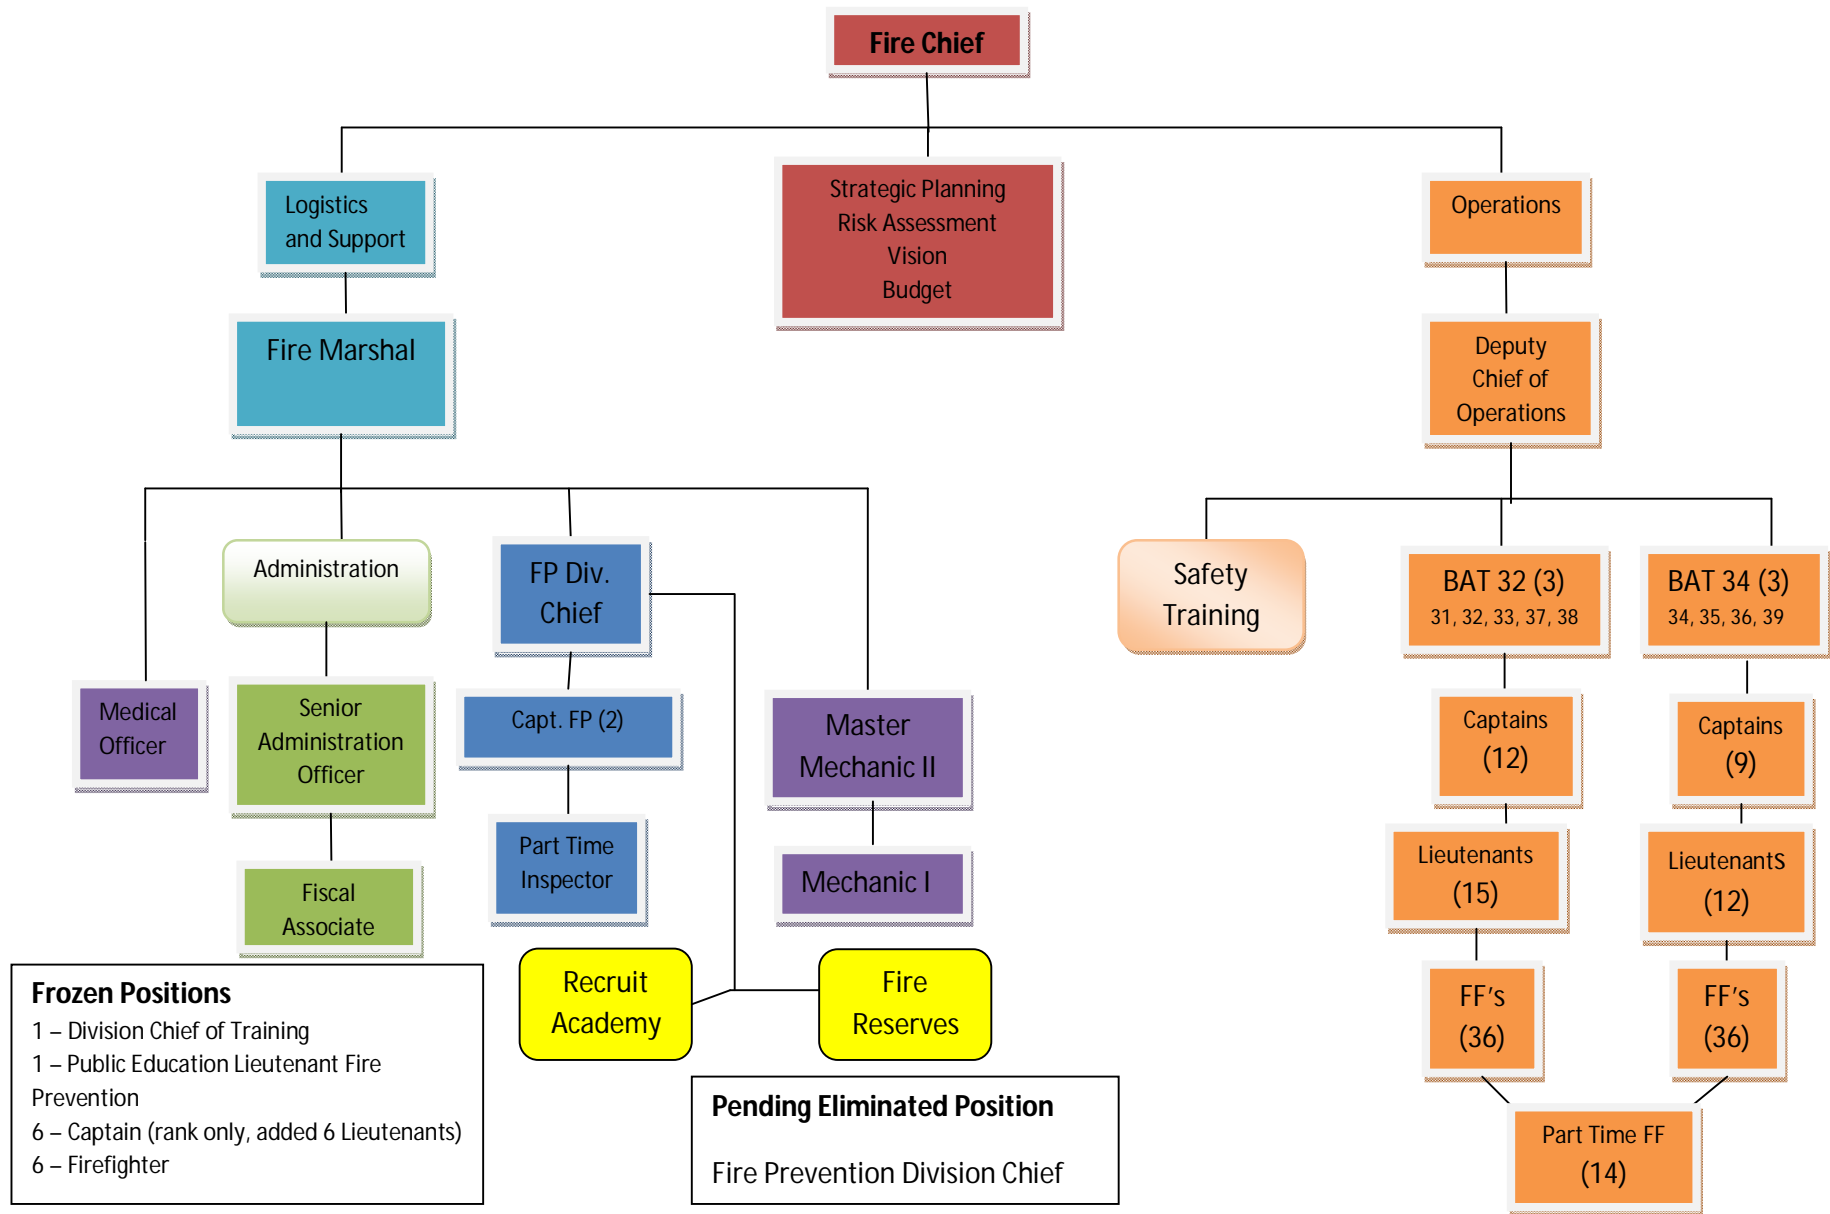 Fire Chief
Logistics
and Support
Strategic Planning
Risk Assessment
Vision
Budget
Operations
Fire Marshal
Deputy
Chief of
Operations
Administration
FP Div.
Chief
Safety
Training
BAT 32 (3)
31, 32, 33, 37, 38
BAT 34 (3)
34, 35, 36, 39
Medical
Officer
Senior
Administration
Officer
Capt. FP (2)
Master
Mechanic II
Captains
(12)
Captains
(9)
Part Time
Inspector
Mechanic I
Lieutenants
(15)
Lieutenants
(12)
Fiscal
Associate
Recruit
Academy
Fire
Reserves
FF's
(36)
FF's
(36)
Part Time FF
(14)
Frozen Positions
1 – Division Chief of Training
1 – Public Education Lieutenant Fire
Prevention
6 – Captain (rank only, added 6 Lieutenants)
6 – Firefighter
Pending Eliminated Position
Fire Prevention Division Chief